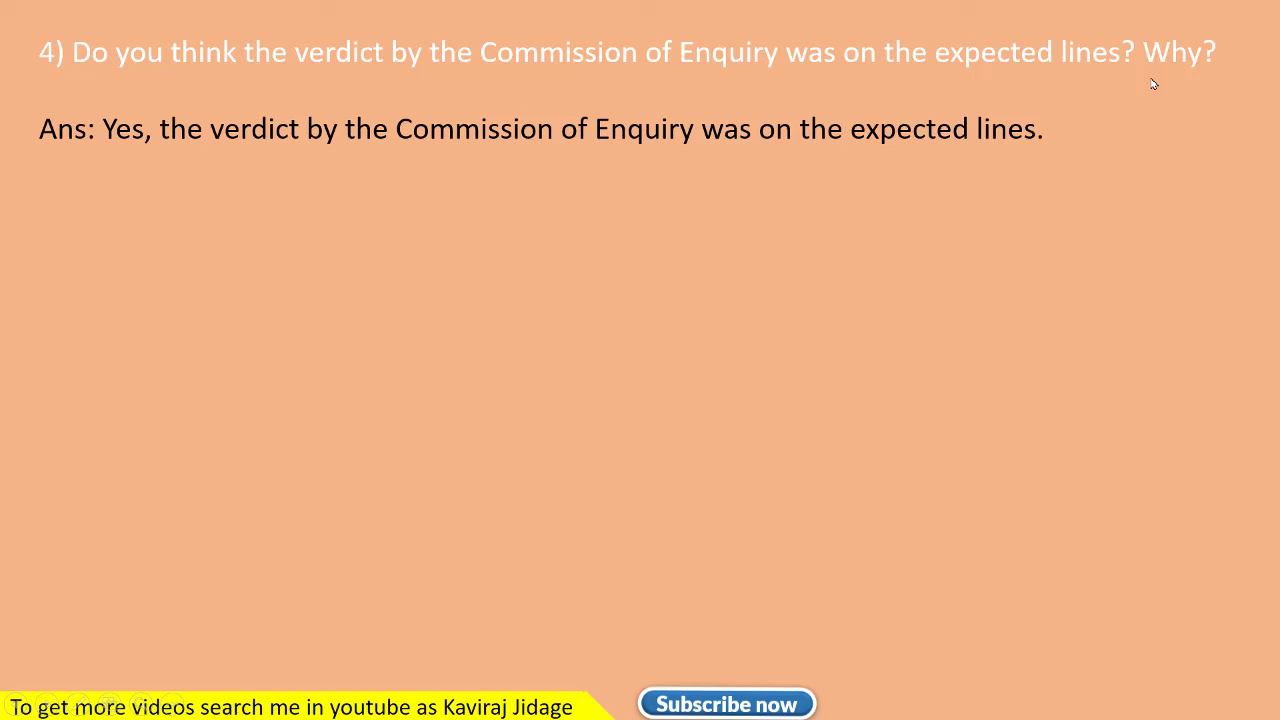 4) Do you think the verdict by the Commission of Enquiry was on the expected lines? Why?
Ans: Yes, the verdict by the Commission of Enquiry was on the expected lines.
To get more videos search me in youtube as Kaviraj Jidage
Subscribe now